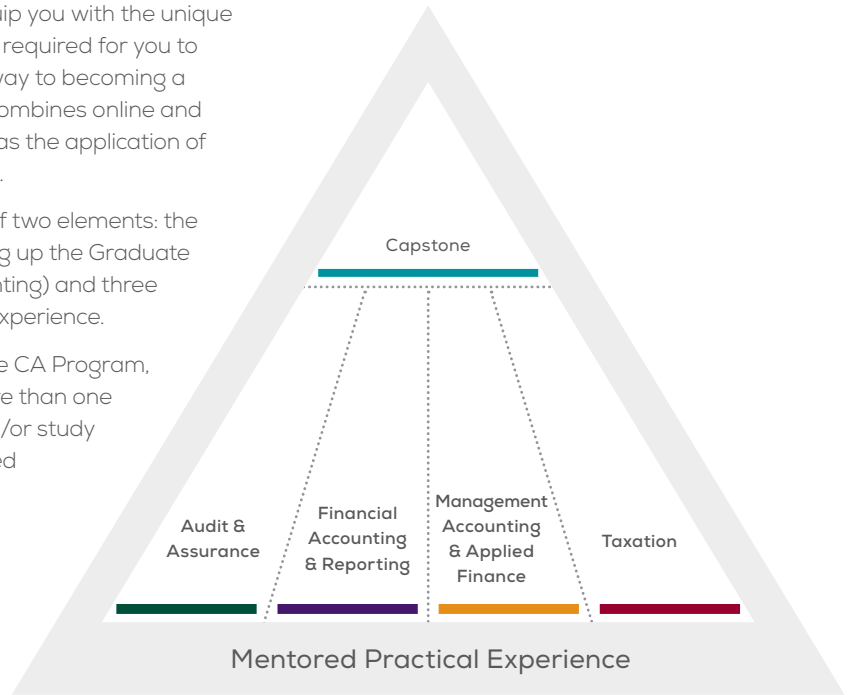 uip you with the unique
required for you to
way to becoming a
ombines online and
as the application of
.
f two elements: the
g up the Graduate
nting) and three
xperience.
e CA Program,
re than one
/or study
ed
Capstone
Audit &
Assurance
Financial
Accounting
& Reporting
Management
Accounting
& Applied
Finance
Taxation
Mentored Practical Experience